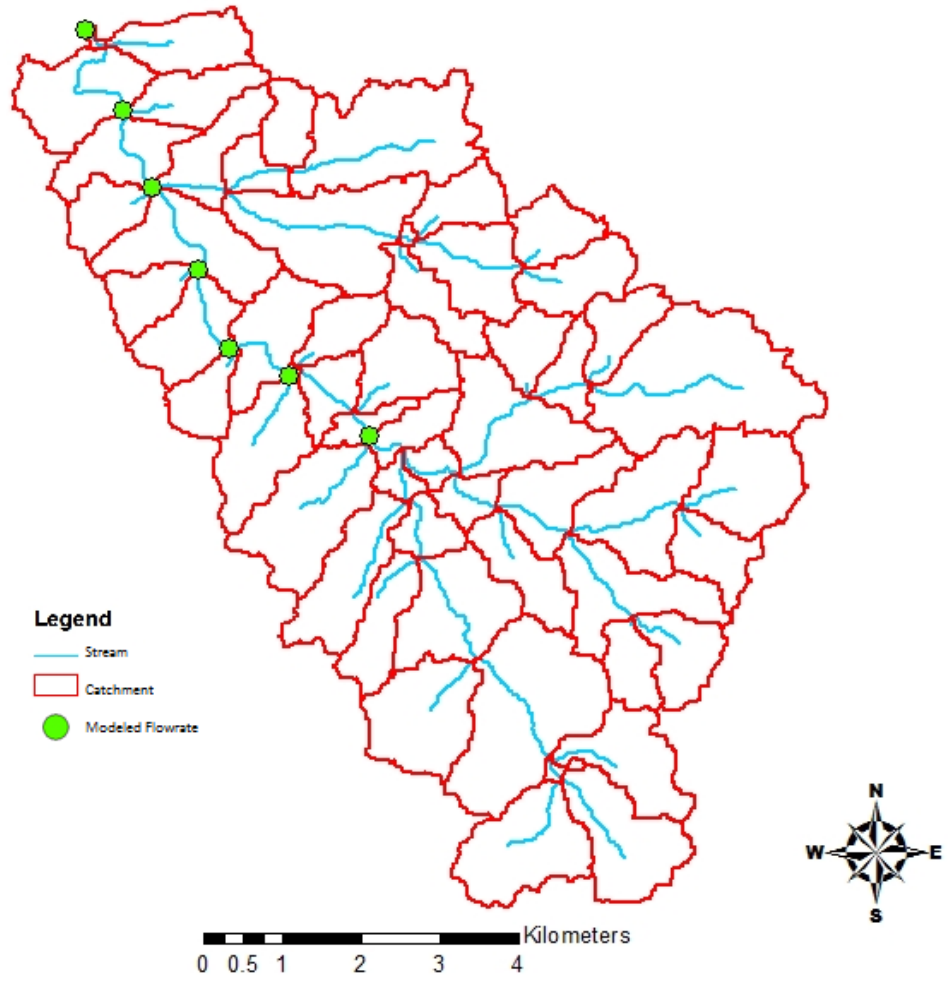 Legend
Stream
Catchment
Modeled Flowrate
N
W E
S
Kilometers
0 0.5 1 2 3 4